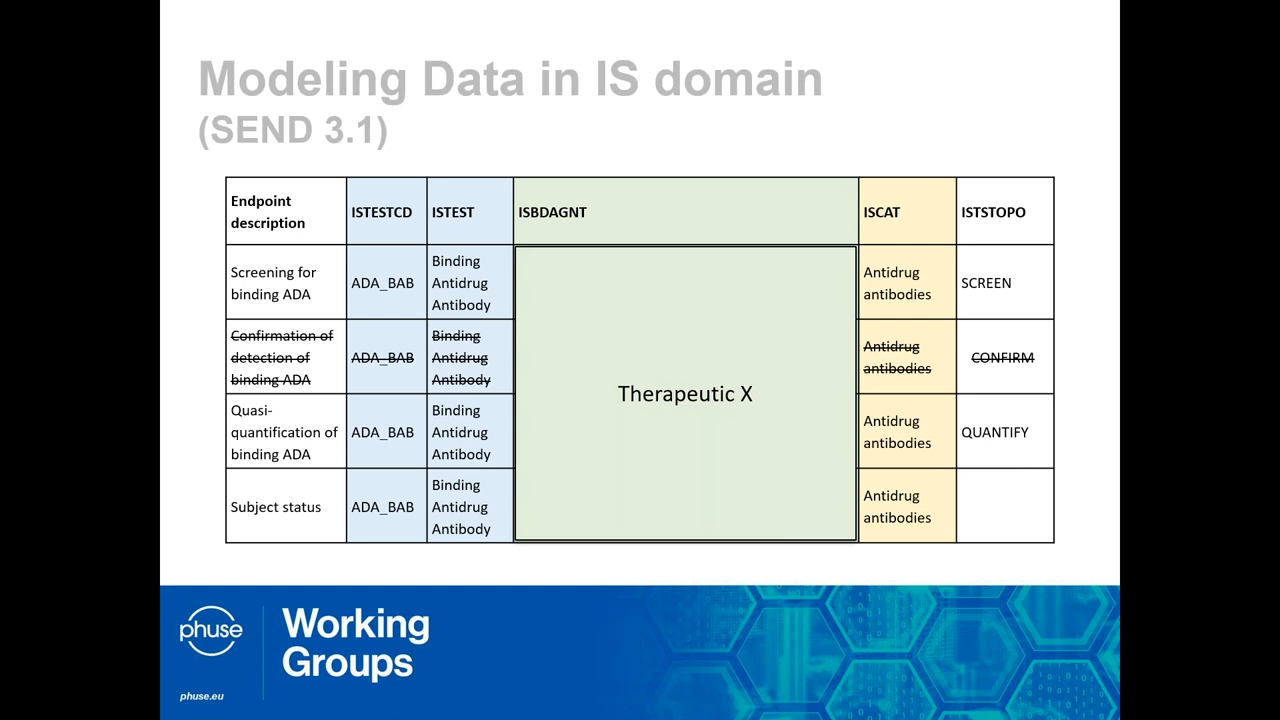 Modeling Data in IS domain
(SEND 3.1)
Endpoint
description
ISTESTCD
ISTEST
ISBDAGNT
ISCAT
ISTSTOPO
Screening for
binding ADA
ADA_BAB
Binding
Antidrug
Antibody
Therapeutic X
Antidrug
antibodies
SCREEN
Confirmation of
detection of
binding ADA
ADA_BAB
Binding
Antidrug
Antibody
Antidrug
antibodies
CONFIRM
Quasi-
quantification of
binding ADA
ADA_BAB
Binding
Antidrug
Antibody
Antidrug
antibodies
QUANTIFY
Subject status
ADA_BAB
Binding
Antidrug
Antibody
Antidrug
antibodies
phuse
phuse.eu
Working
Groups